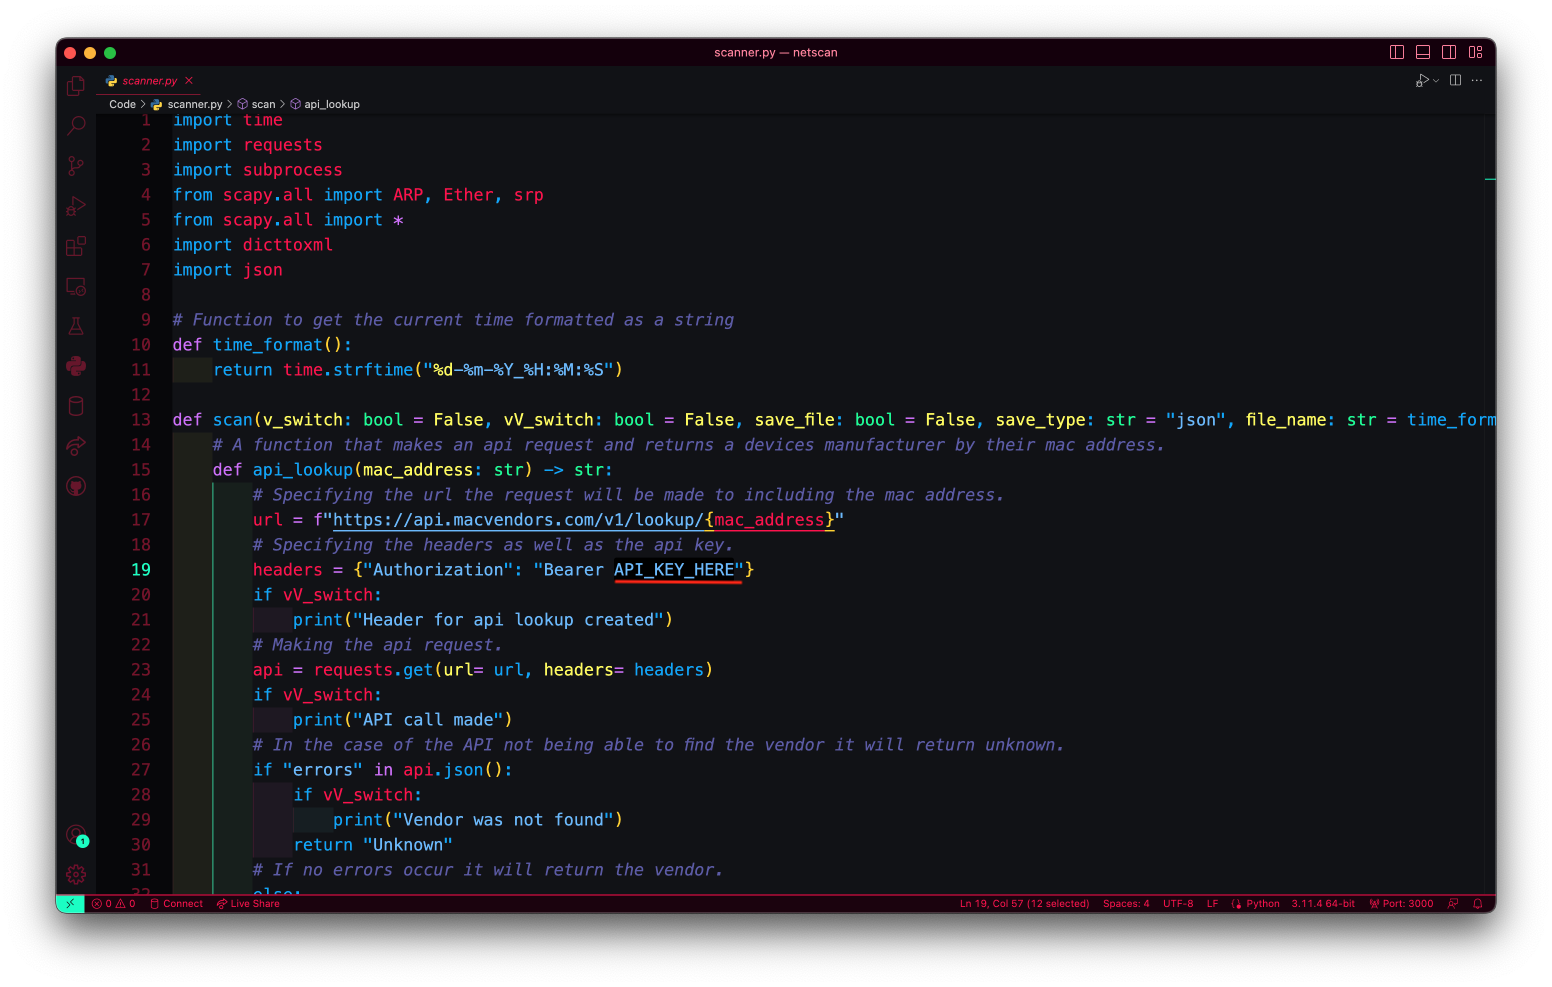 scanner.py — netscan
scanner.py
Code > scanner.py > scan > api_lookup
1 import time
2 import requests
3 import subprocess
4 from scapy.all import ARP, Ether, srp
5 from scapy.all import *
6 import dicttoxml
7 import json
8
9 # Function to get the current time formatted as a string
10 def time_format():
11 return time.strftime("%d-%m-%Y_%H:%M:%S")
12
13 def scan(v_switch: bool = False, vV_switch: bool = False, save_file: bool = False, save_type: str = "json", file_name: str = time_form
14 # A function that makes an api request and returns a devices manufacturer by their mac address.
15 def api_lookup(mac_address: str) -> str:
16 # Specifying the url the request will be made to including the mac address.
17 url = f"https://api.macvendors.com/v1/lookup/{mac_address}"
18 # Specifying the headers as well as the api key.
19 headers = {"Authorization": "Bearer API_KEY_HERE"}
20 if vV_switch:
21 print("Header for api lookup created")
22 # Making the api request.
23 api = requests.get(url= url, headers= headers)
24 if vV_switch:
25 print("API call made")
26 # In the case of the API not being able to find the vendor it will return unknown.
27 if "errors" in api.json():
28 if vV_switch:
29 print("Vendor was not found")
30 return "Unknown"
31 # If no errors occur it will return the vendor.
32 else:
1
0 0 Connect Live Share Ln 19, Col 57 (12 selected) Spaces: 4 UTF-8 LF Python 3.11.4 64-bit Port: 3000